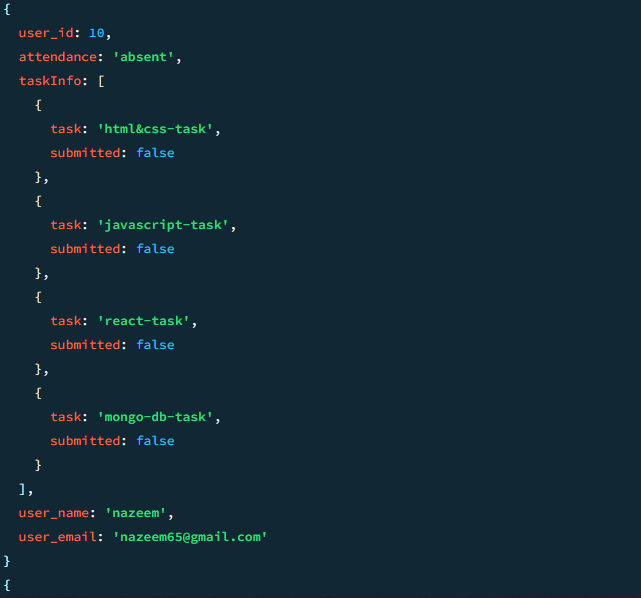 {
  user_id: 10,
  attendance: 'absent',
  taskInfo: [
    {
      task: 'html&css-task',
      submitted: false
    },
    {
      task: 'javascript-task',
      submitted: false
    },
    {
      task: 'react-task',
      submitted: false
    },
    {
      task: 'mongo-db-task',
      submitted: false
    }
  ],
  user_name: 'nazeem',
  user_email: 'nazeem65@gmail.com'
}
{